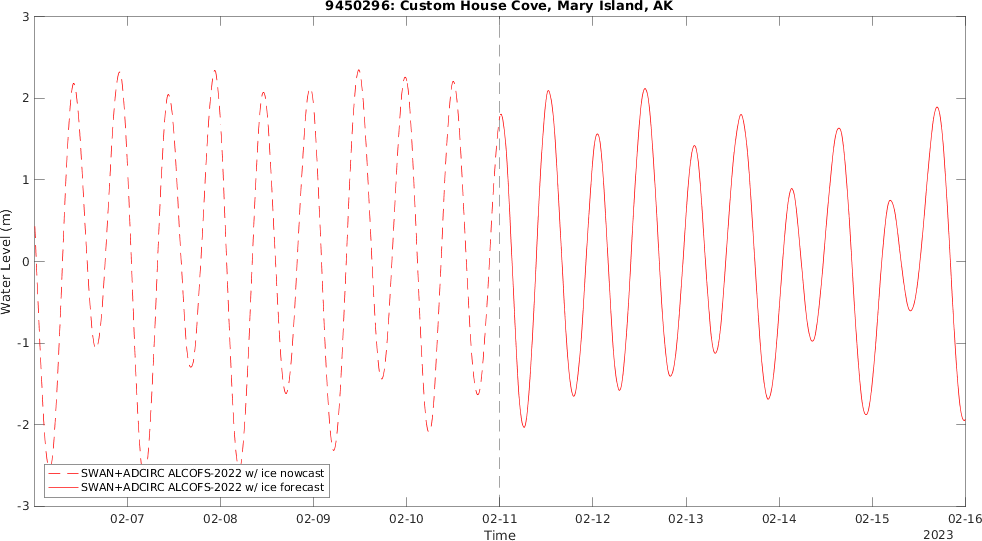 9450296: Custom House Cove, Mary Island, AK
3
2
1
0
-1
-2
-3
Water Level (m)
SWAN+ADCIRC ALCOFS-2022 w/ ice nowcast
SWAN+ADCIRC ALCOFS-2022 w/ ice forecast
02-07 02-08 02-09 02-10 02-11 02-12 02-13 02-14 02-15 02-16
Time
2023